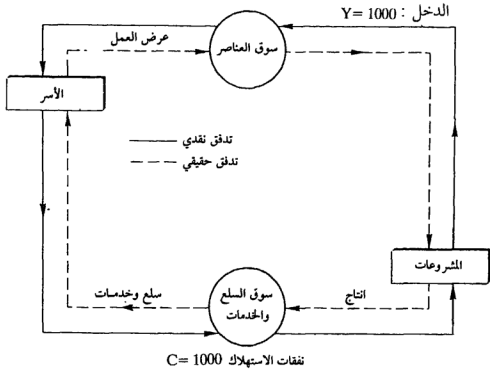 الدخل : Y= 1000
عرض العمل
سوق العناصر
الأسر
تدفق نقدي
تدفق حقيقي
المشروعات
سوق السلع
والخدمات
سلع وخدمات
انتاج
نفقات الاستهلاك C= 1000